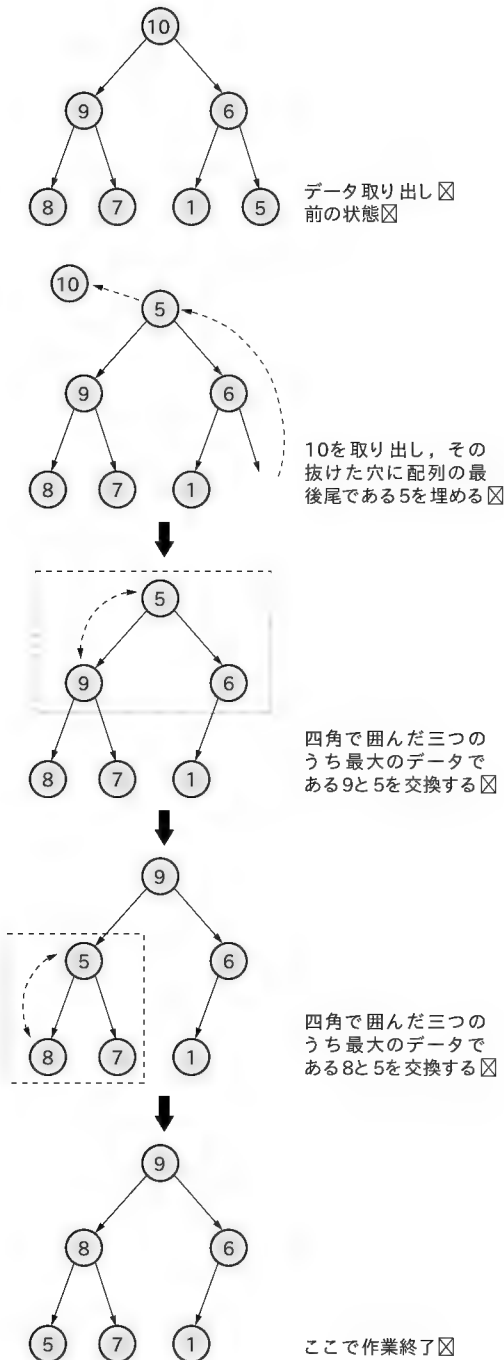 10
9 6
8 7 1 5
データ取り出し☒
前の状態☒
10
5
9 6
8 7 1
10を取り出し，その
抜けた穴に配列の最
後尾である5を埋める☒
5
9 6
8 7 1
四角で囲んだ三つの
うち最大のデータで
ある9と5を交換する☒
9
5 6
8 7 1
四角で囲んだ三つの
うち最大のデータで
ある8と5を交換する☒
9
8 6
5 7 1
ここで作業終了☒